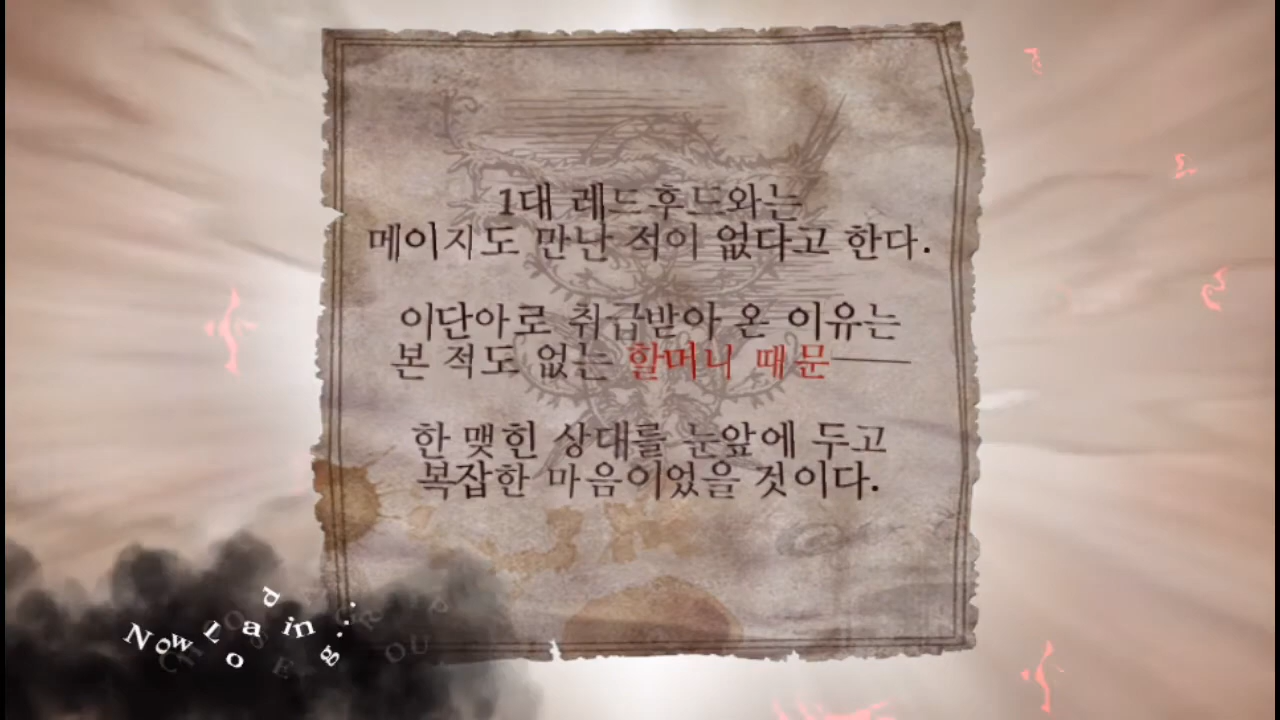 1대 레드후드와는
메이지도 만난 적이 없다고 한다.
이단아로 취급받아 온 이유는
본 적도 없는 할머니 때문──
한 맺힌 상대를 눈앞에 두고
복잡한 마음이었을 것이다.
Now Loading...